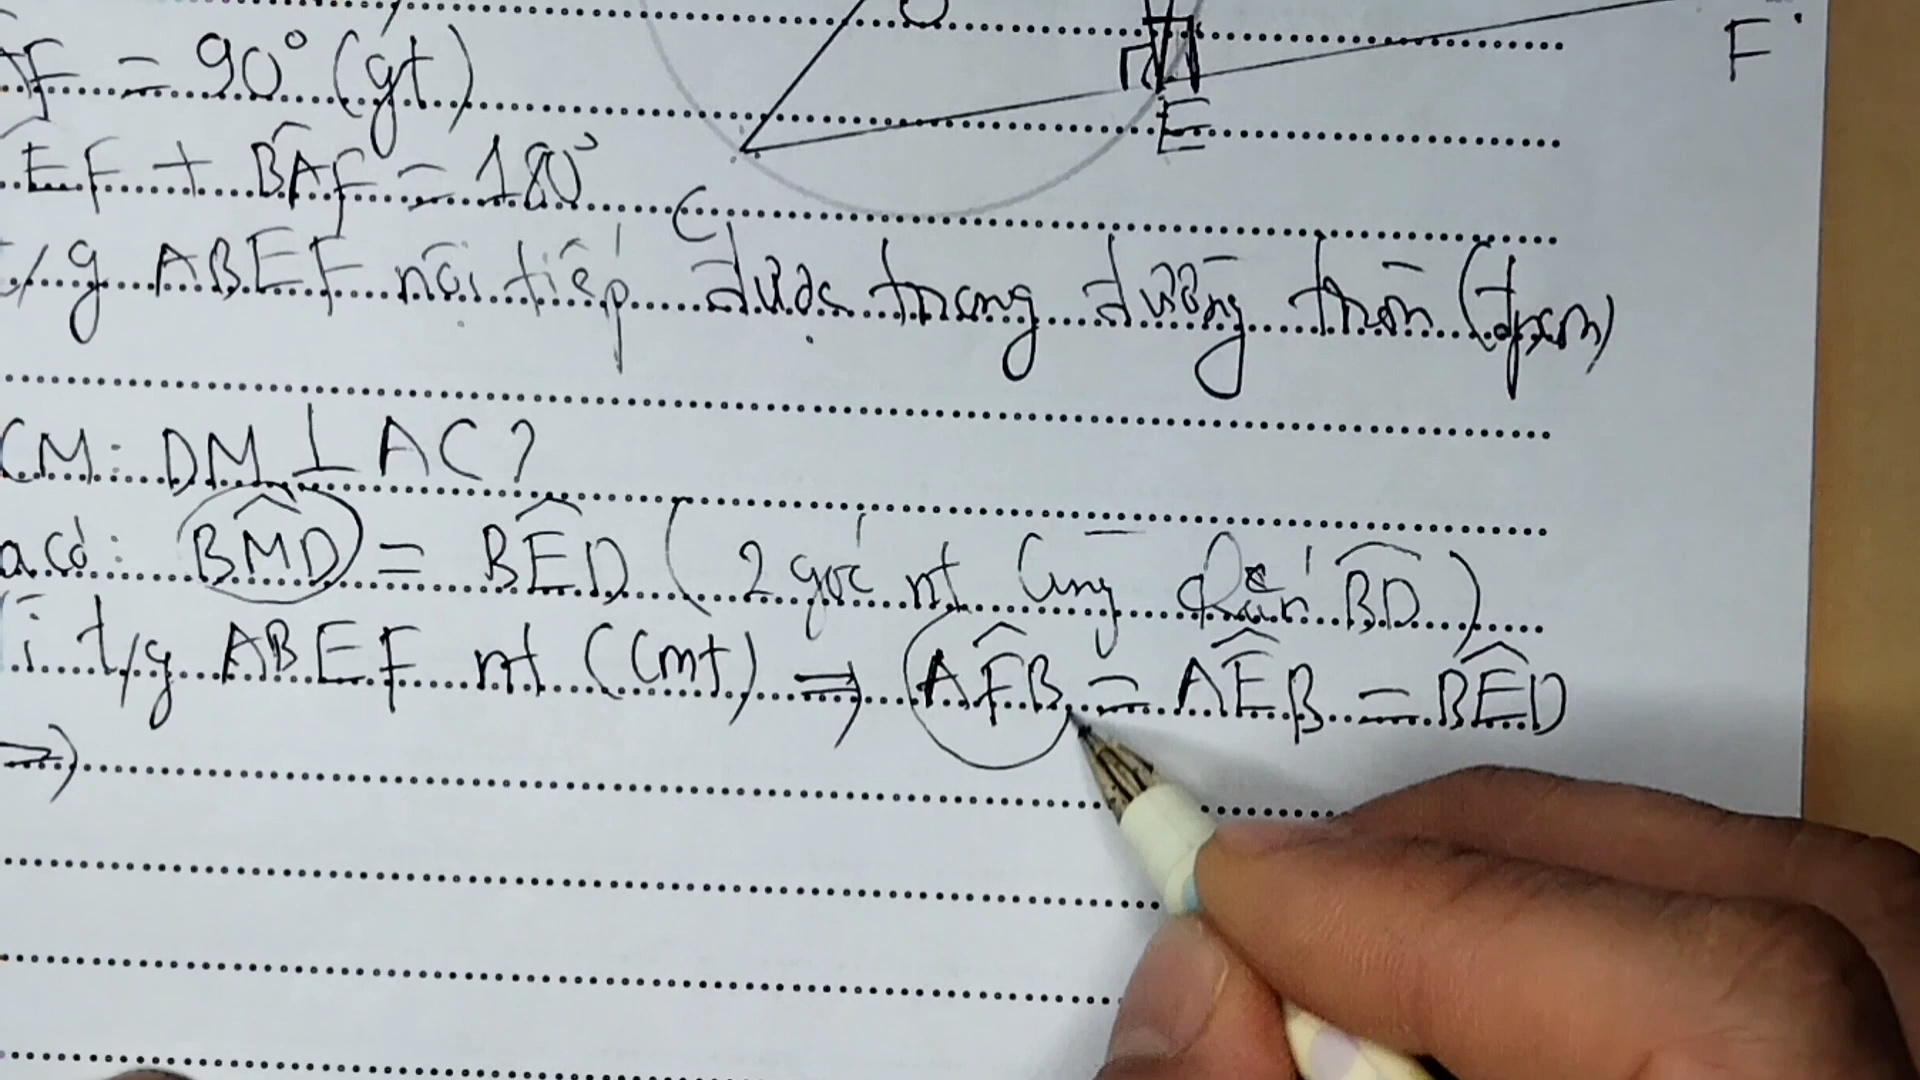 F
AF = 90° (gt)
E
EF + BAF = 180°
C
t/g ABEF nội tiếp được trong đường tròn (đpcm)
CM: DM ⊥ AC?
a có: BMD = BED (2 góc nt cùng chắn BD)
i t/g ABEF nt (cmt) ⇒ AFB = AEB = BED
⇒